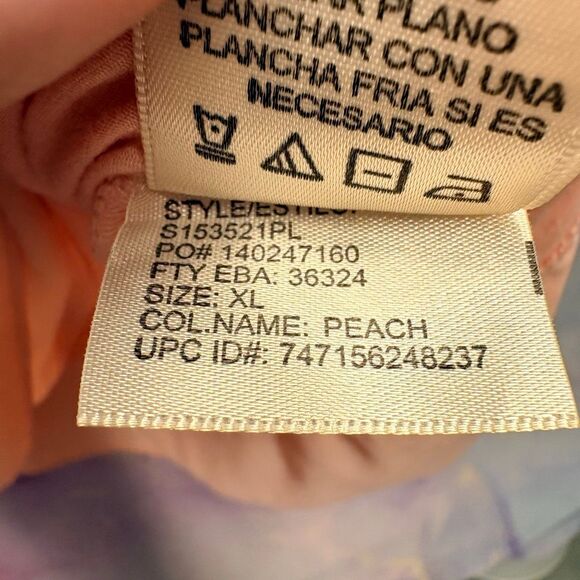 PLANO
PLANCHAR CON UNA
PLANCHA FRIA SI ES
NECESARIO
STYLE/ESTILO:
S153521PL
PO# 140247160
FTY EBA: 36324
SIZE: XL
COL.NAME: PEACH
UPC ID#: 747156248237